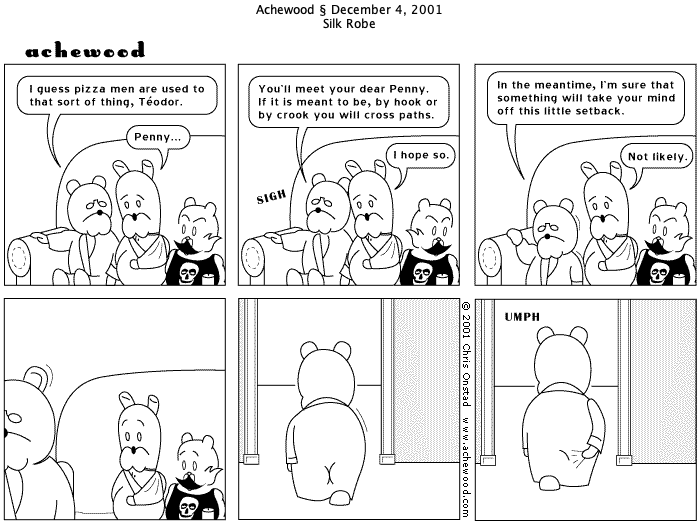 Achewood § December 4, 2001
Silk Robe
achewood
I guess pizza men are used to
that sort of thing, Téodor.
Penny...
You'll meet your dear Penny.
If it is meant to be, by hook or
by crook you will cross paths.
I hope so.
SIGH
In the meantime, I'm sure that
something will take your mind
off this little setback.
Not likely.
© 2001 Chris Onstad www.achewood.com
UMPH